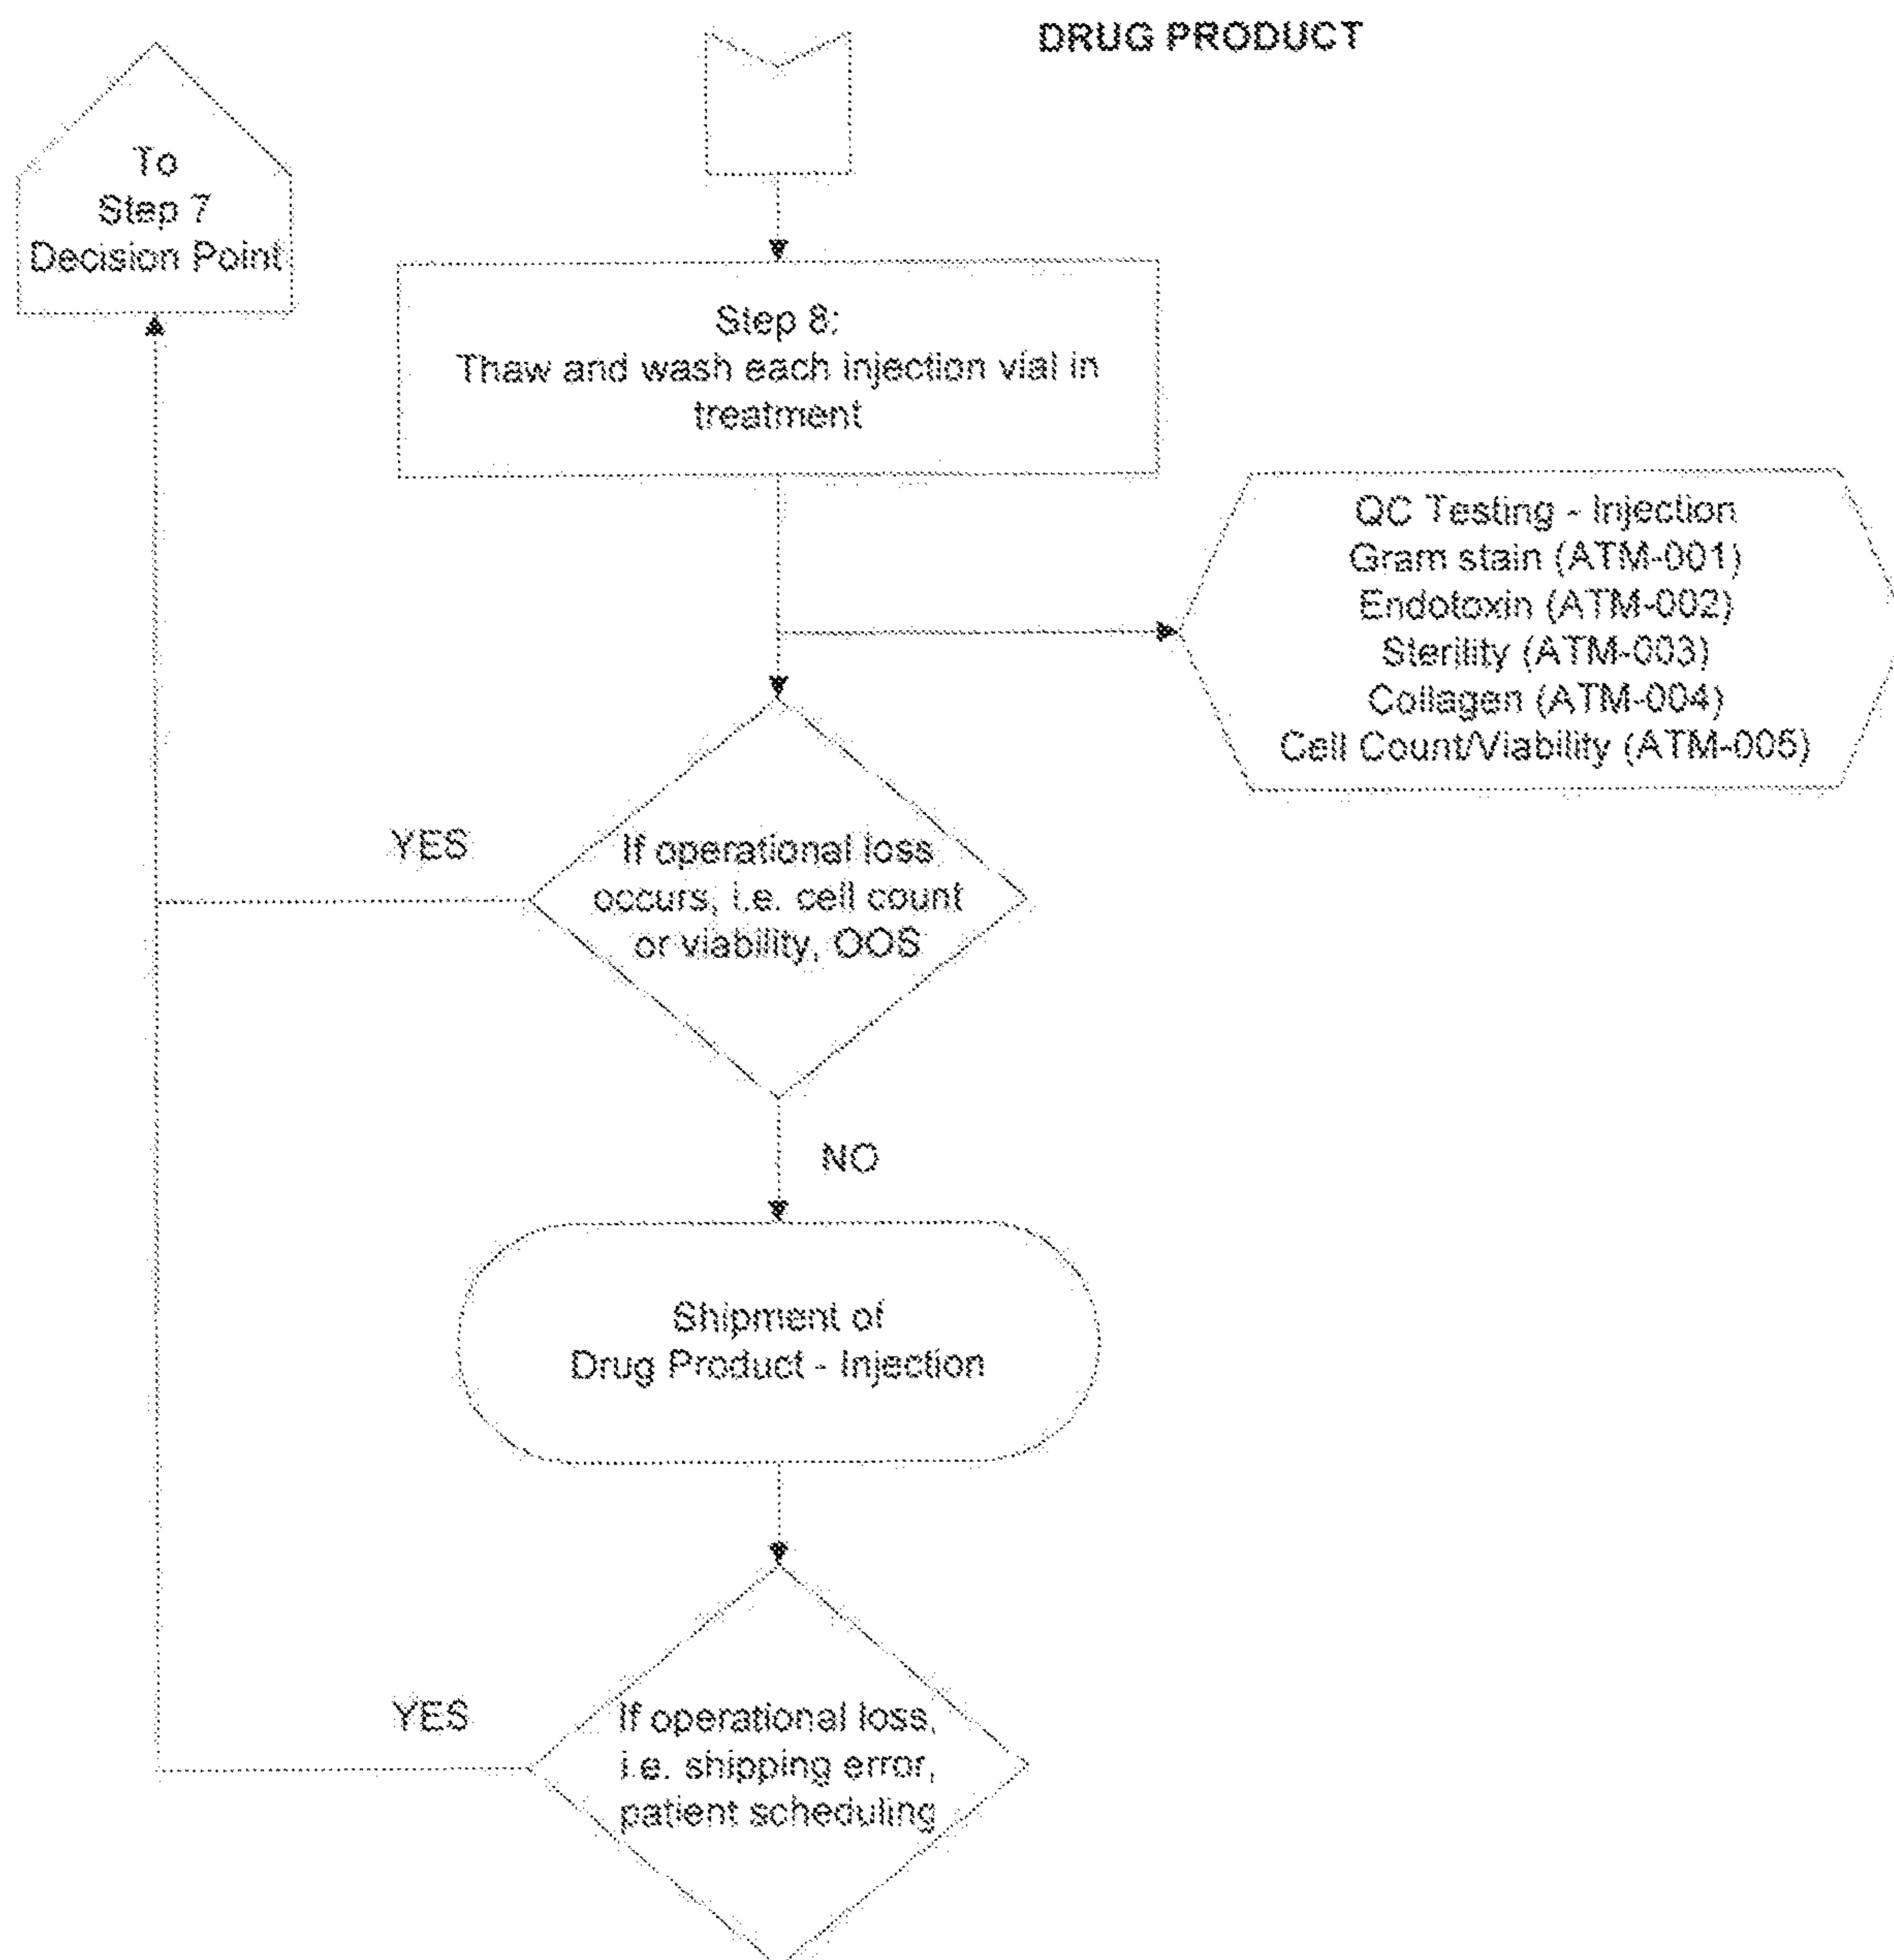 DRUG PRODUCT
To
Step 7
Decision Point
Step 8:
Thaw and wash each injection vial in
treatment
QC Testing - Injection
Gram stain (ATM-001)
Endotoxin (ATM-002)
Sterility (ATM-003)
Collagen (ATM-004)
Cell Count/Viability (ATM-005)
YES
If operational loss
occurs, i.e. cell count
or viability, OOS
NO
Shipment of
Drug Product - Injection
YES
If operational loss,
i.e. shipping error,
patient scheduling